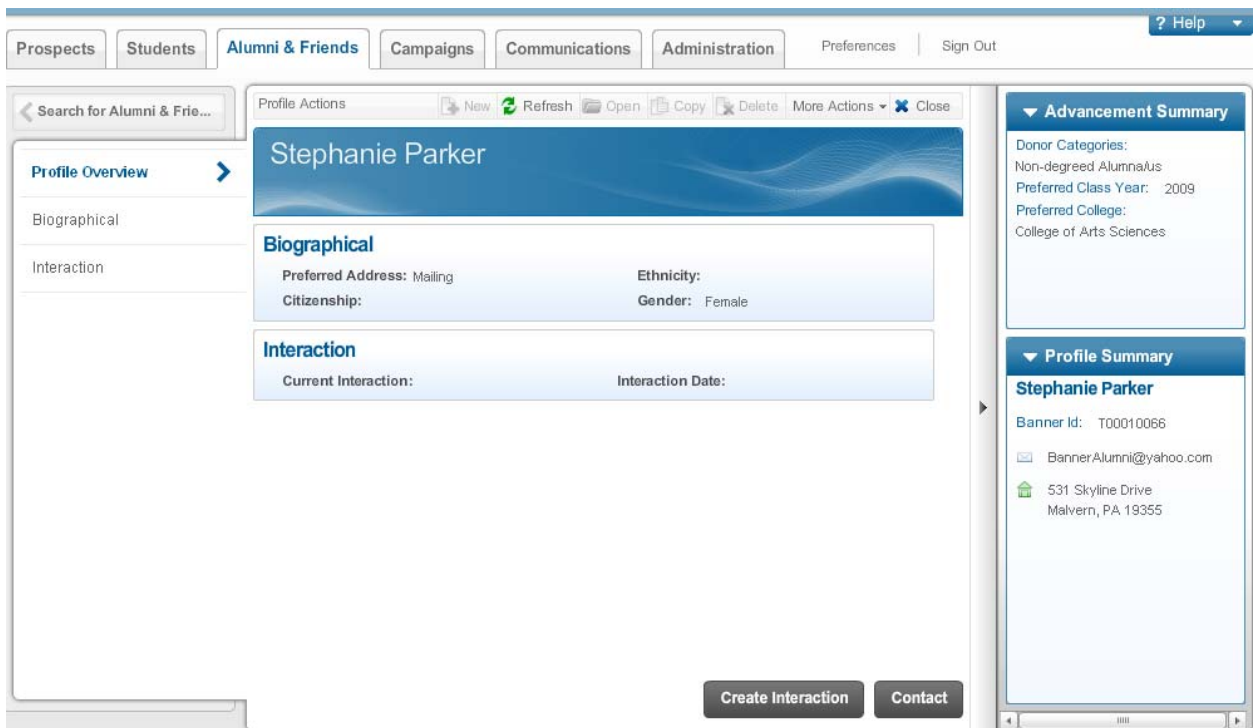 ? Help
Prospects Students Alumni & Friends Campaigns Communications Administration Preferences Sign Out
Search for Alumni & Frie...
Profile Overview
Biographical
Interaction
Profile Actions New Refresh Open Copy Delete More Actions Close
Stephanie Parker
Biographical
Preferred Address: Mailing Ethnicity:
Citizenship: Gender: Female
Interaction
Current Interaction: Interaction Date:
Create Interaction Contact
Advancement Summary
Donor Categories:
Non-degreed Alumna/us
Preferred Class Year: 2009
Preferred College:
College of Arts Sciences
Profile Summary
Stephanie Parker
Banner Id: T00010066
BannerAlumni@yahoo.com
531 Skyline Drive
Malvern, PA 19355